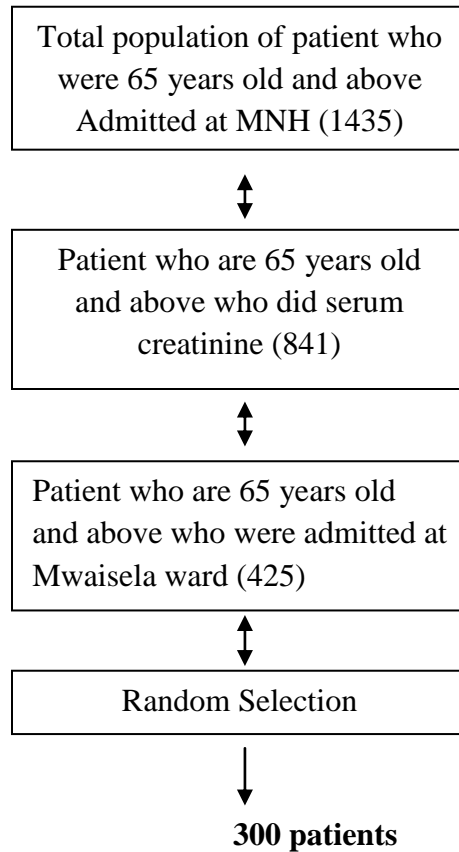 Total population of patient who
were 65 years old and above
Admitted at MNH (1435)
Patient who are 65 years old
and above who did serum
creatinine (841)
Patient who are 65 years old
and above who were admitted at
Mwaisela ward (425)
Random Selection
300 patients